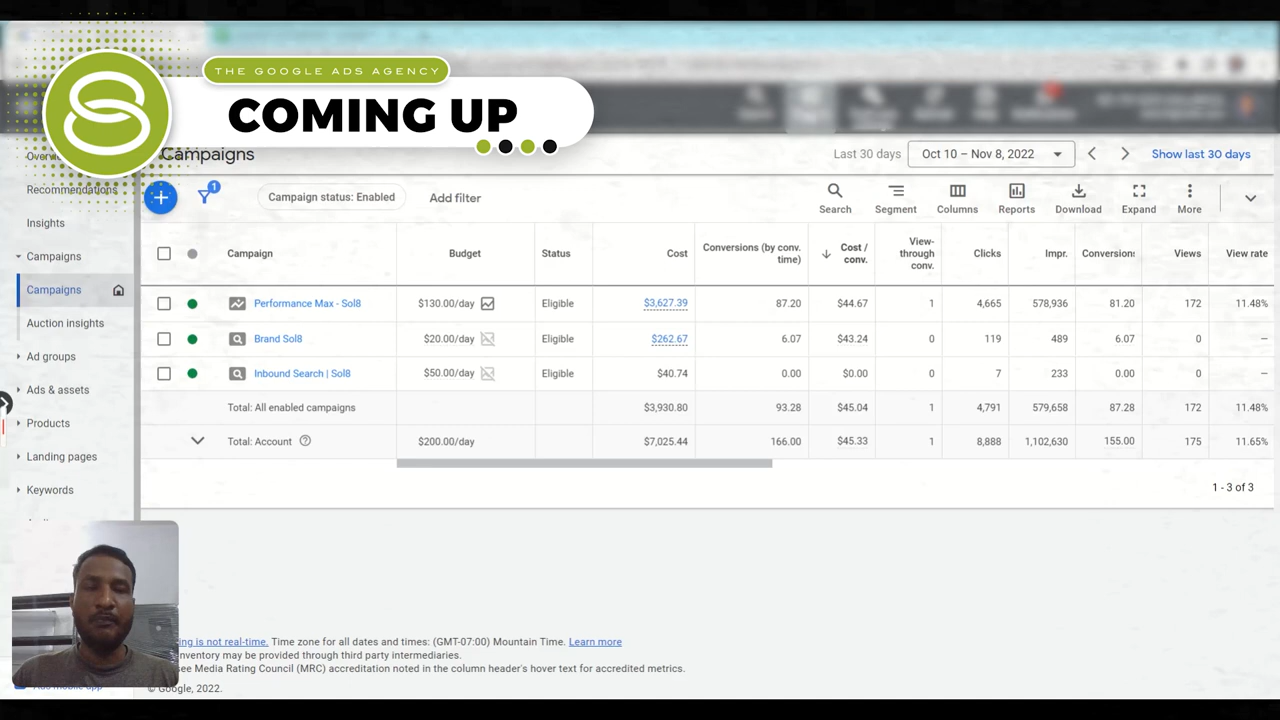 THE GOOGLE ADS AGENCY
COMING UP
Campaigns
Last 30 days Oct 10 – Nov 8, 2022 Show last 30 days
Recommendations
Insights
Campaigns
Campaigns
Auction insights
Ad groups
Ads & assets
Products
Landing pages
Keywords
1 Campaign status: Enabled Add filter Search Segment Columns Reports Download Expand More
Campaign Budget Status Cost Conversions (by conv. time) Cost / conv. View-through conv. Clicks Impr. Conversions Views View rate
Performance Max - Sol8 $130.00/day Eligible $3,627.39 87.20 $44.67 1 4,665 578,936 81.20 172 11.48%
Brand Sol8 $20.00/day Eligible $262.67 6.07 $43.24 0 119 489 6.07 0 –
Inbound Search | Sol8 $50.00/day Eligible $40.74 0.00 $0.00 0 7 233 0.00 0 –
Total: All enabled campaigns $3,930.80 93.28 $45.04 1 4,791 579,658 87.28 172 11.48%
Total: Account $200.00/day $7,025.44 166.00 $45.33 1 8,888 1,102,630 155.00 175 11.65%
1 - 3 of 3
ing is not real-time. Time zone for all dates and times: (GMT-07:00) Mountain Time. Learn more
nventory may be provided through third party intermediaries.
see Media Rating Council (MRC) accreditation noted in the column header's hover text for accredited metrics.
© Google, 2022.